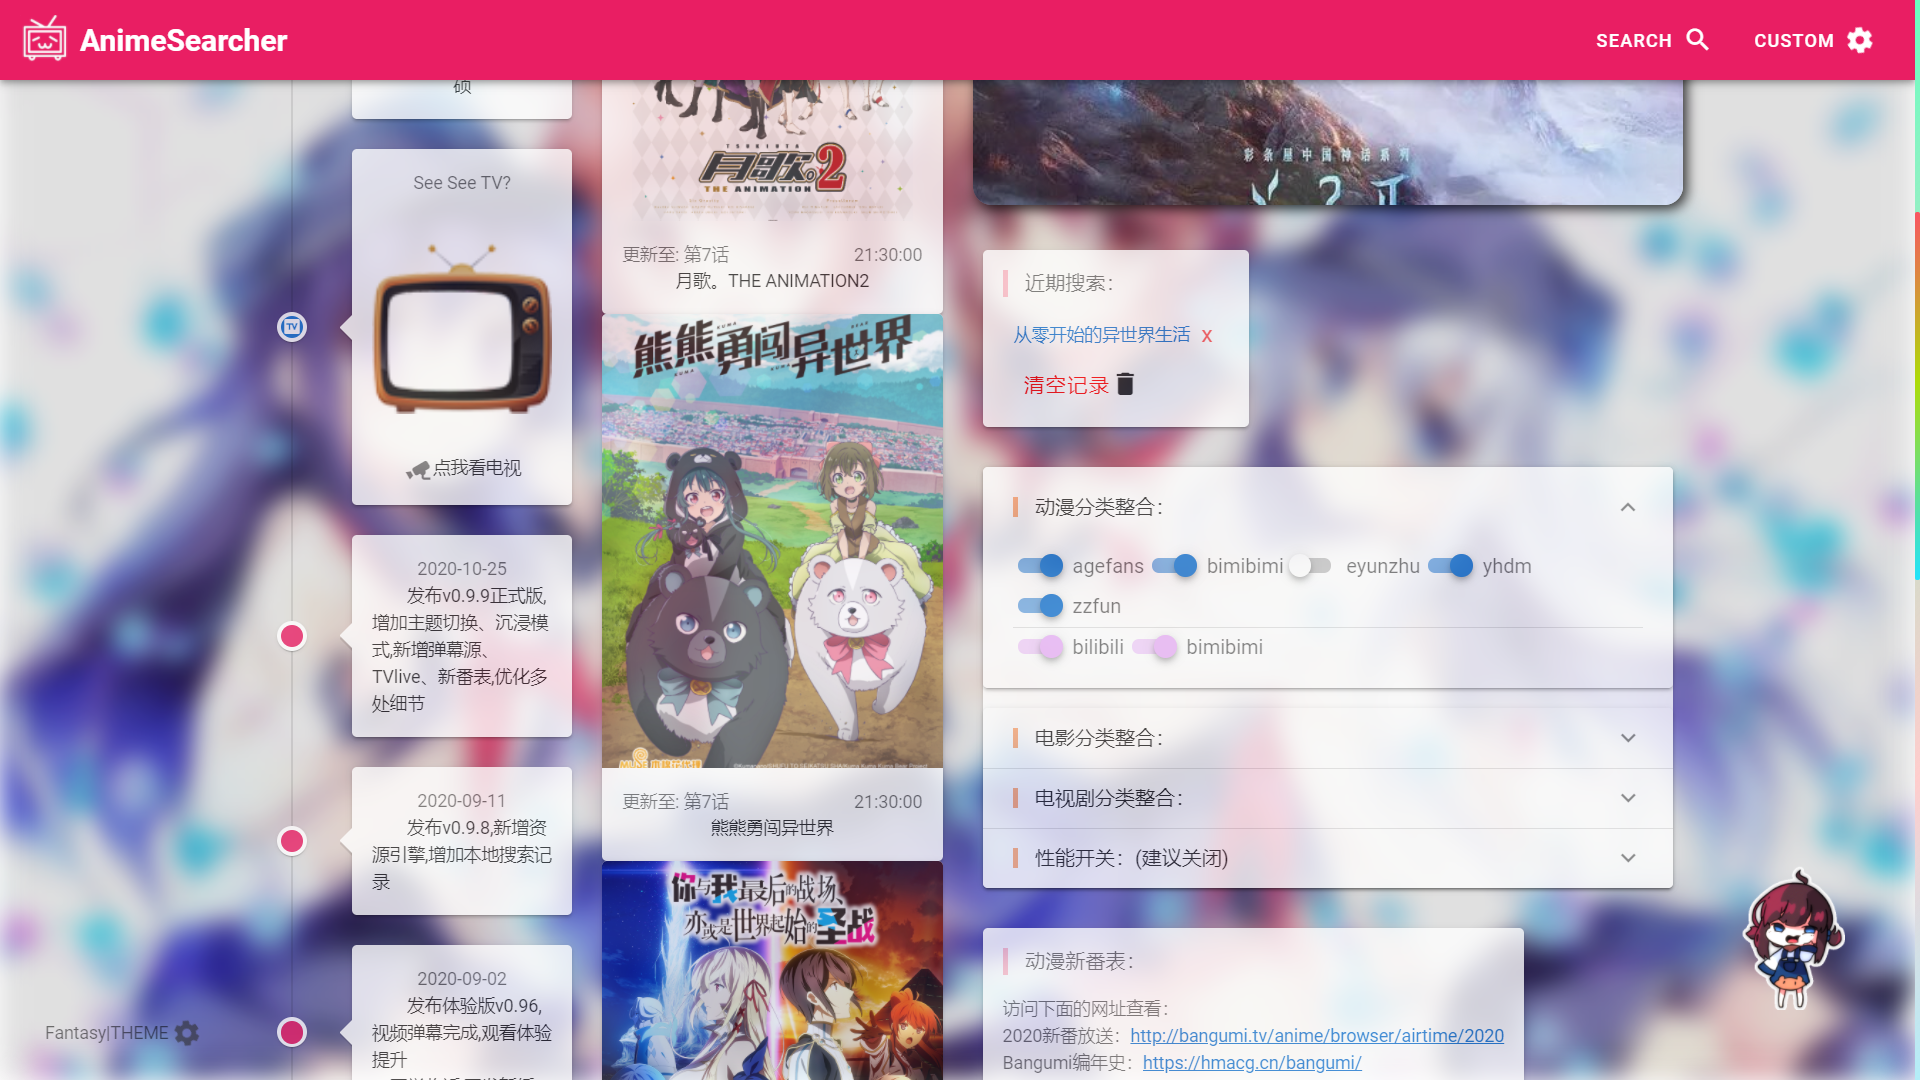 AnimeSearcher
SEARCH
CUSTOM
硕
See See TV?
TV
点我看电视
2020-10-25
发布v0.9.9正式版,
增加主题切换、沉浸模
式,新增弹幕源、
TVlive、新番表,优化多
处细节
2020-09-11
发布v0.9.8,新增资
源引擎,增加本地搜索记
录
2020-09-02
发布体验版v0.96,
视频弹幕完成,观看体验
提升
Fantasy|THEME
TSUKIUTA
月歌。2
THE ANIMATION
更新至: 第7话
21:30:00
月歌。THE ANIMATION2
熊熊勇闯异世界
更新至: 第7话
21:30:00
熊熊勇闯异世界
你与我最后的战场、
亦或是世界起始的圣战
彩条屋中国神话系列
近期搜索：
从零开始的异世界生活 x
清空记录
动漫分类整合：
agefans bimibimi eyunzhu yhdm
zzfun
bilibili bimibimi
电影分类整合：
电视剧分类整合：
性能开关：(建议关闭)
动漫新番表：
访问下面的网址查看：
2020新番放送：http://bangumi.tv/anime/browser/airtime/2020
Bangumi编年史：https://hmacg.cn/bangumi/